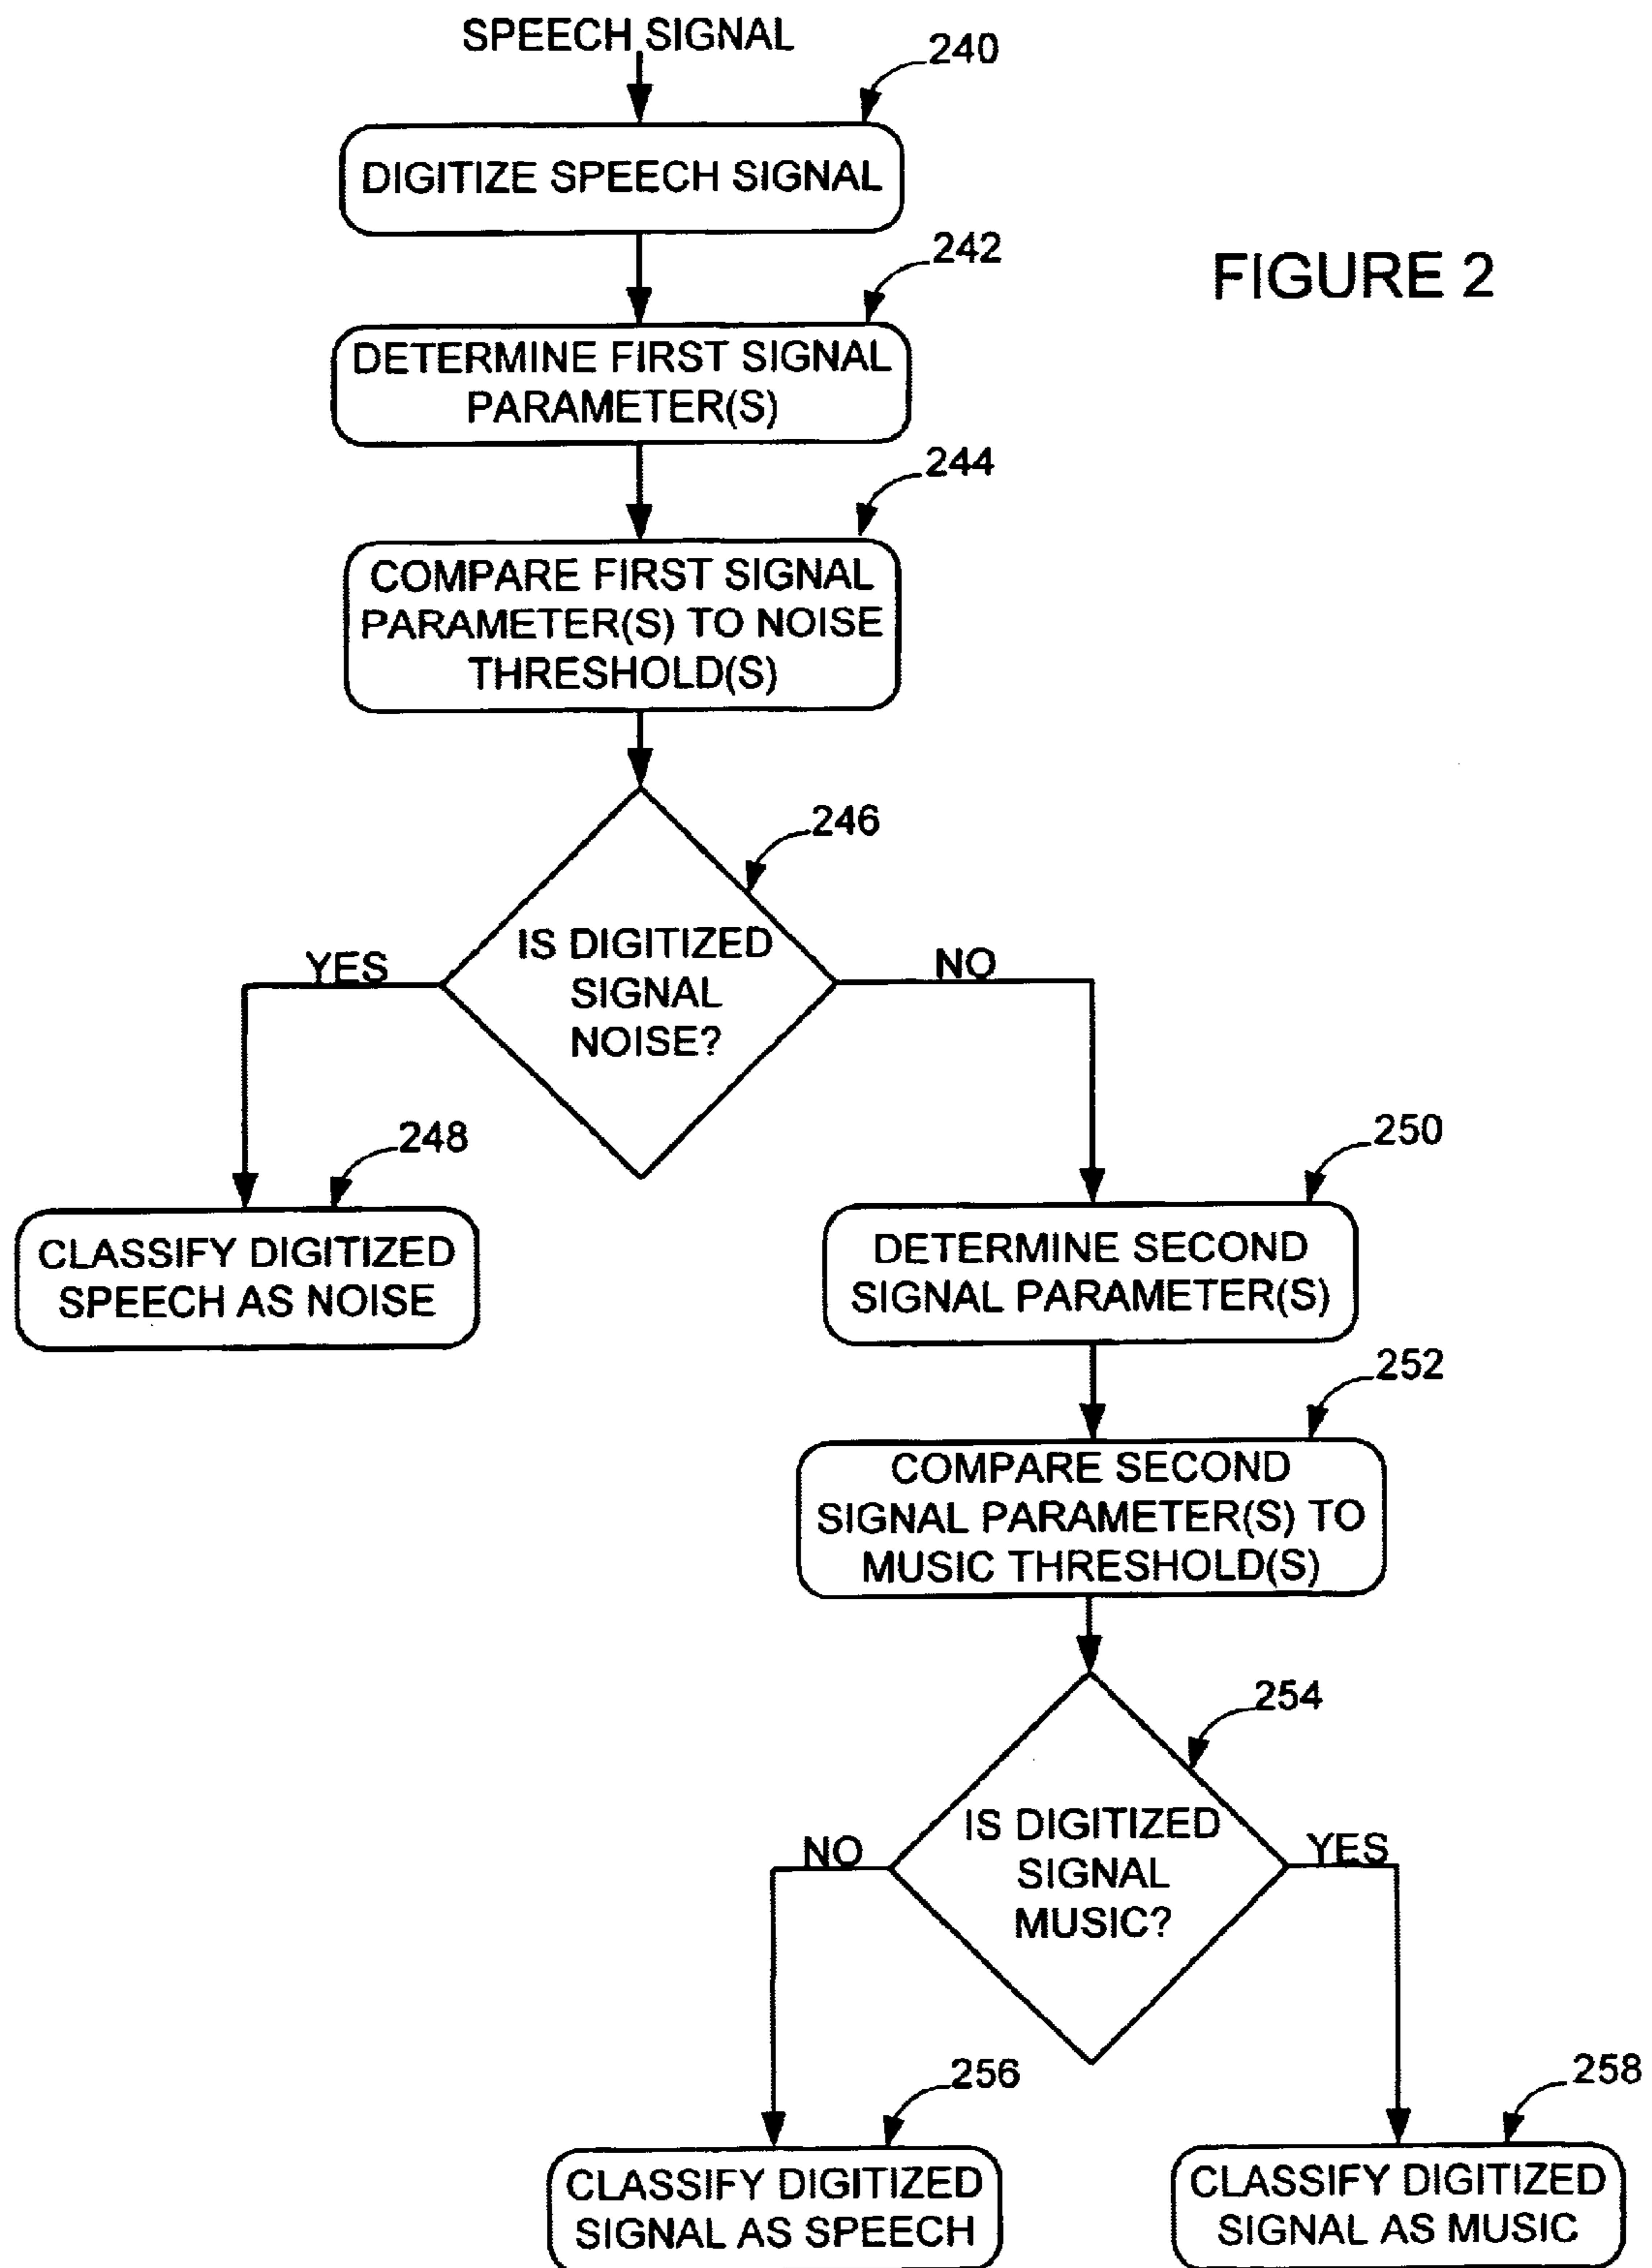 SPEECH SIGNAL
240
DIGITIZE SPEECH SIGNAL
242
FIGURE 2
DETERMINE FIRST SIGNAL
PARAMETER(S)
244
COMPARE FIRST SIGNAL
PARAMETER(S) TO NOISE
THRESHOLD(S)
246
IS DIGITIZED
SIGNAL
NOISE?
YES
NO
248
CLASSIFY DIGITIZED
SPEECH AS NOISE
250
DETERMINE SECOND
SIGNAL PARAMETER(S)
252
COMPARE SECOND
SIGNAL PARAMETER(S) TO
MUSIC THRESHOLD(S)
254
IS DIGITIZED
SIGNAL
MUSIC?
NO
YES
256
CLASSIFY DIGITIZED
SIGNAL AS SPEECH
258
CLASSIFY DIGITIZED
SIGNAL AS MUSIC